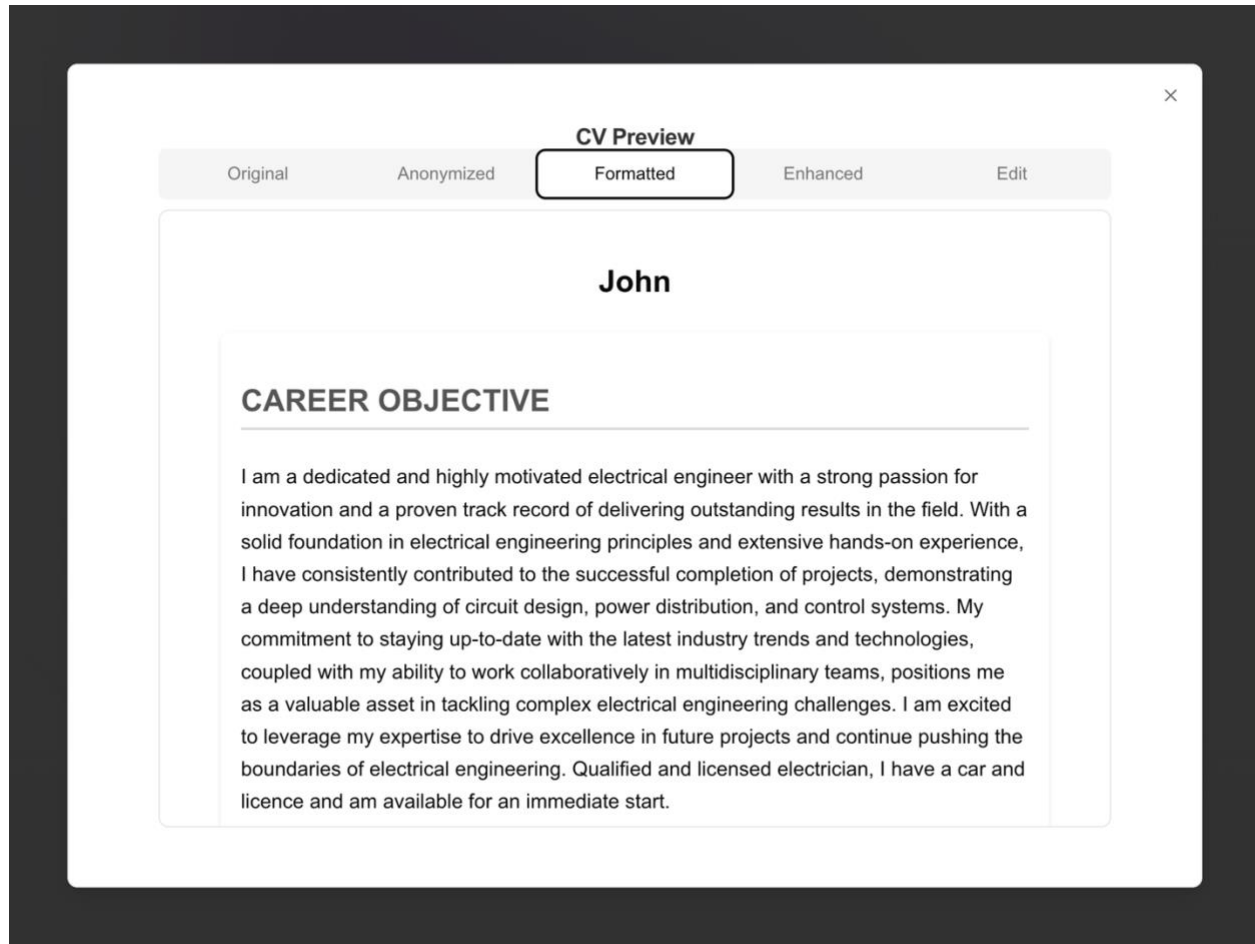 CV Preview
Original Anonymized Formatted Enhanced Edit
John
CAREER OBJECTIVE
I am a dedicated and highly motivated electrical engineer with a strong passion for
innovation and a proven track record of delivering outstanding results in the field. With a
solid foundation in electrical engineering principles and extensive hands-on experience,
I have consistently contributed to the successful completion of projects, demonstrating
a deep understanding of circuit design, power distribution, and control systems. My
commitment to staying up-to-date with the latest industry trends and technologies,
coupled with my ability to work collaboratively in multidisciplinary teams, positions me
as a valuable asset in tackling complex electrical engineering challenges. I am excited
to leverage my expertise to drive excellence in future projects and continue pushing the
boundaries of electrical engineering. Qualified and licensed electrician, I have a car and
licence and am available for an immediate start.